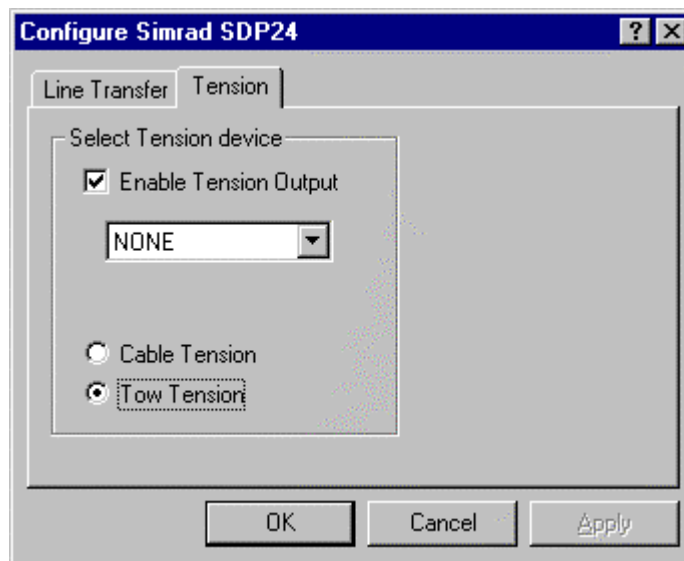 Configure Simrad SDP24
Line Transfer Tension
Select Tension device
Enable Tension Output
NONE
Cable Tension
Tow Tension
OK Cancel Apply